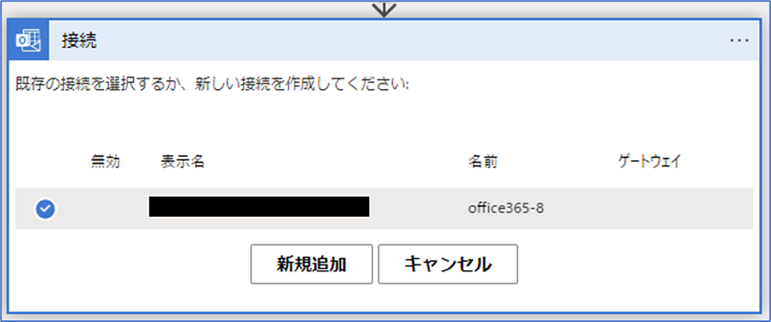 接続
既存の接続を選択するか、新しい接続を作成してください:
無効 表示名 名前 ゲートウェイ
office365-8
新規追加 キャンセル